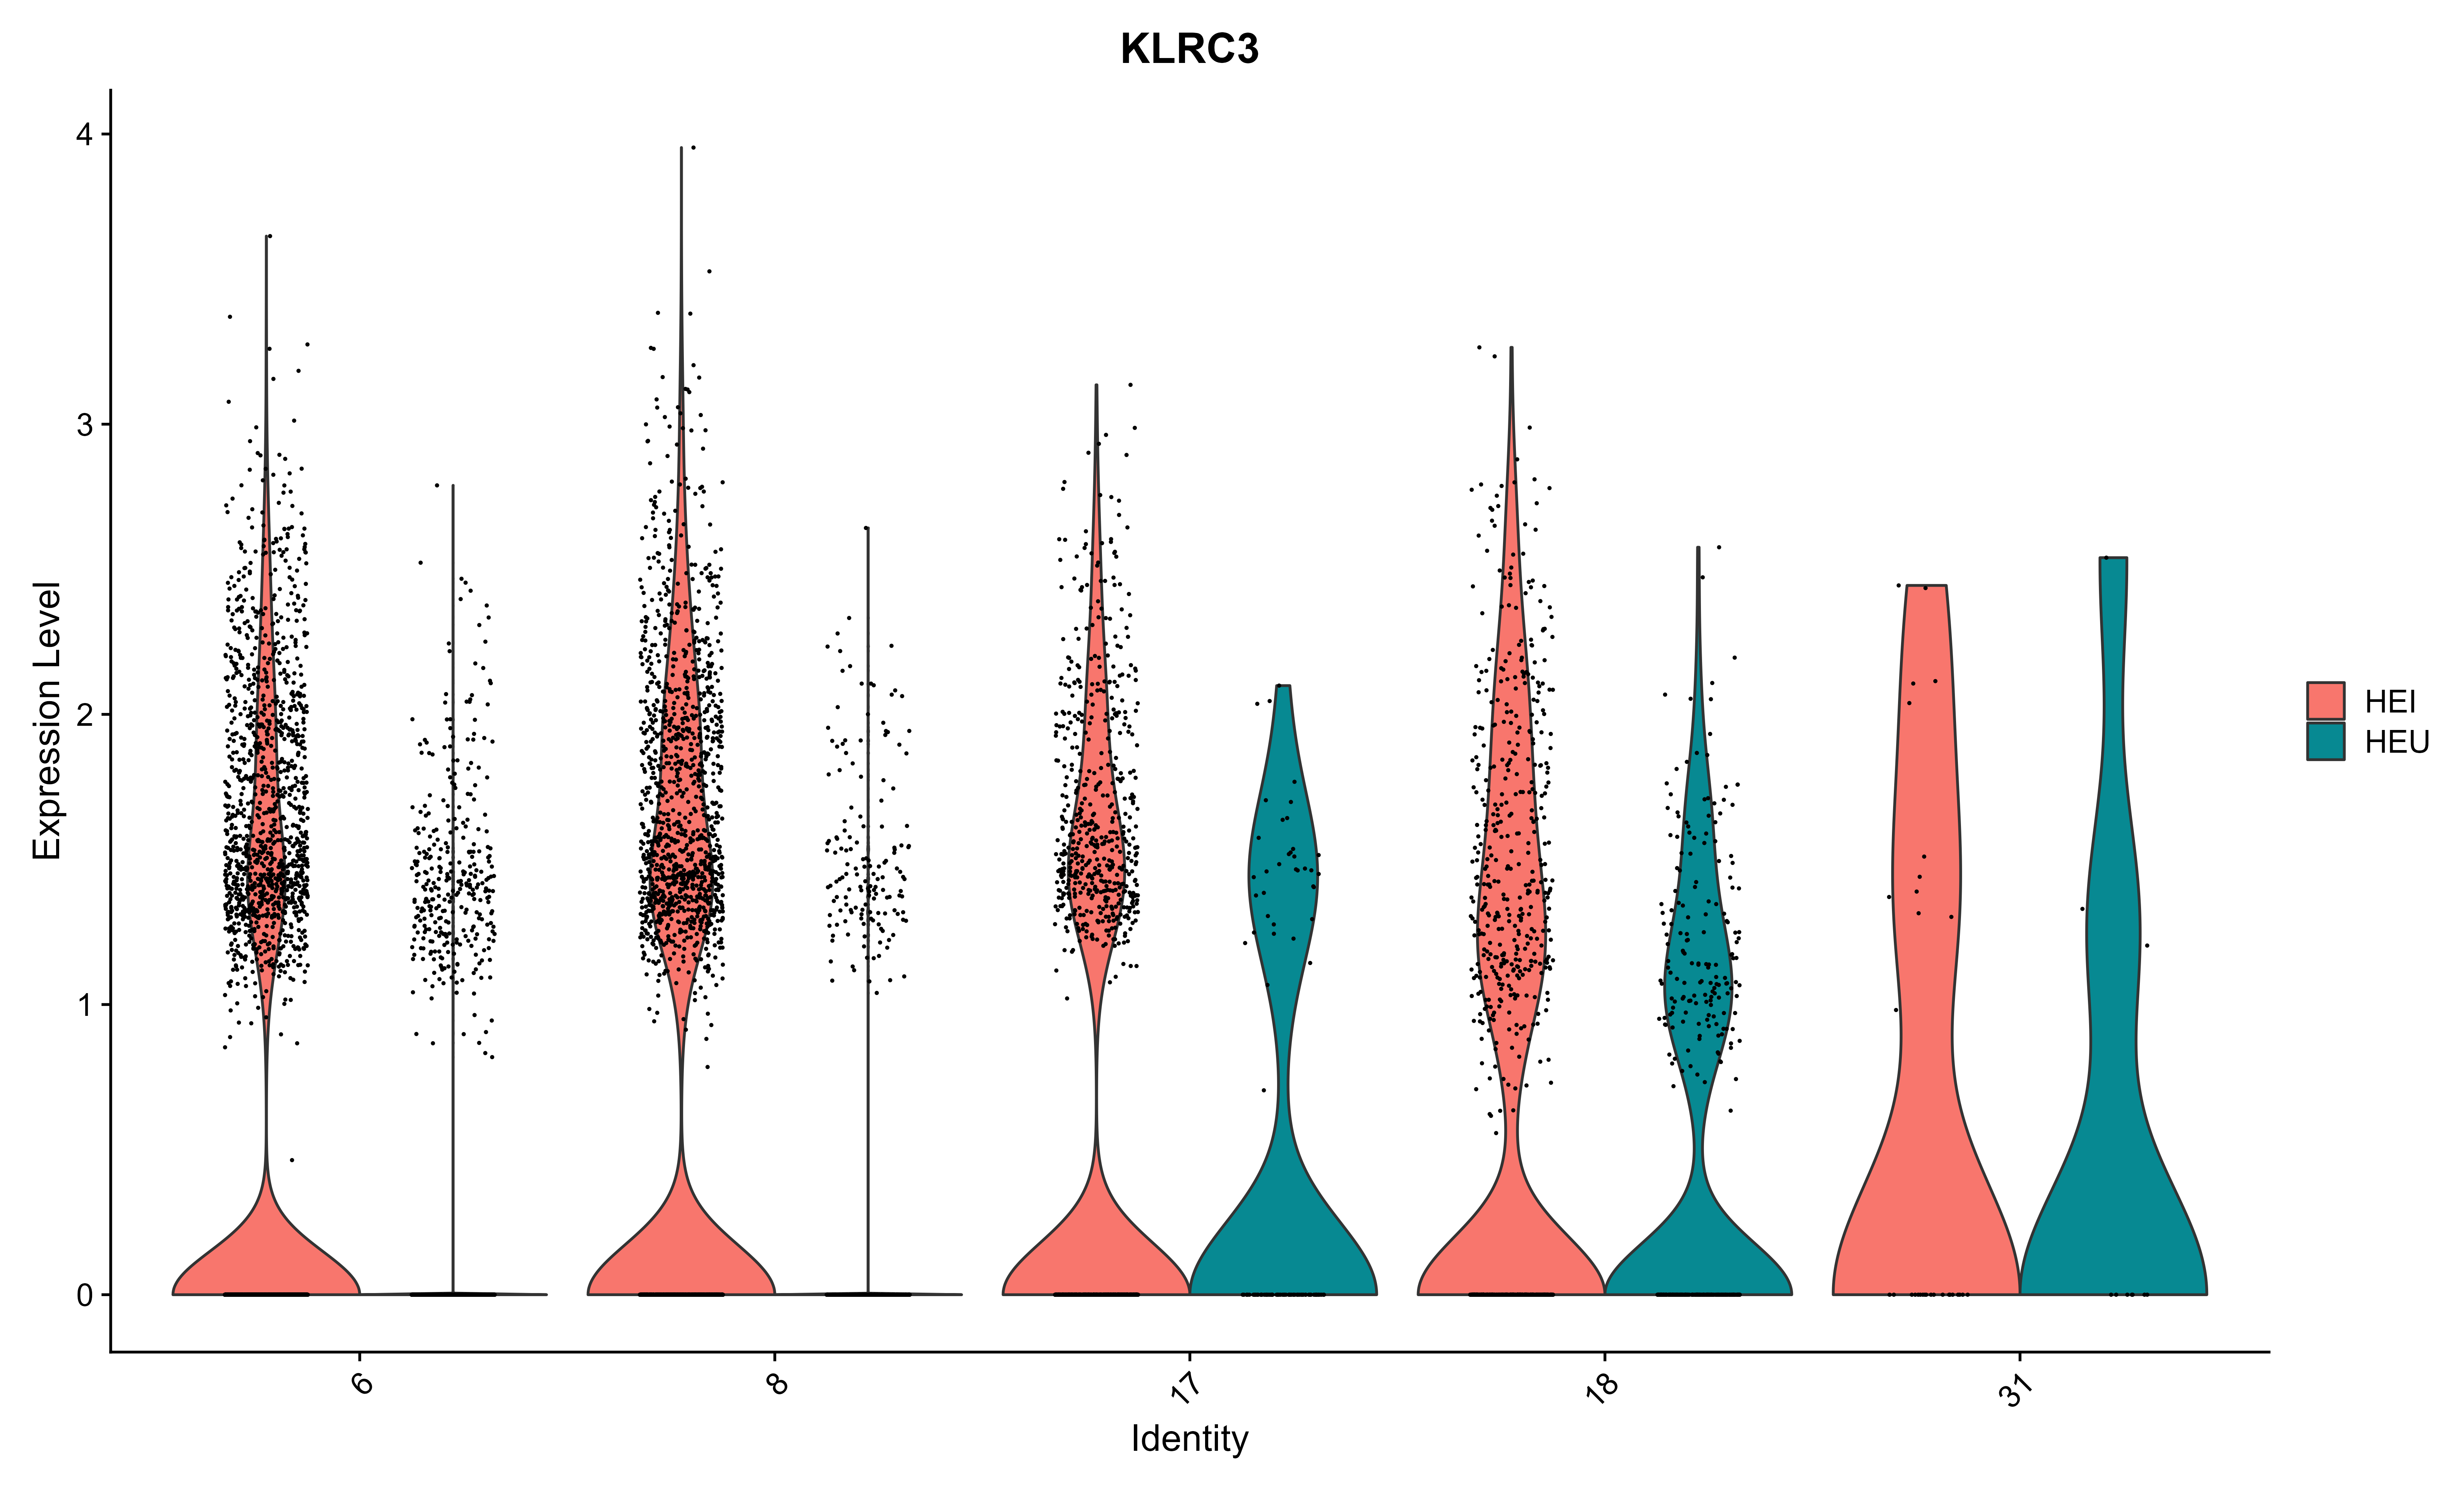 KLRC3
Expression Level
4
3
2
1
0
6
8
17
18
31
Identity
HEI
HEU